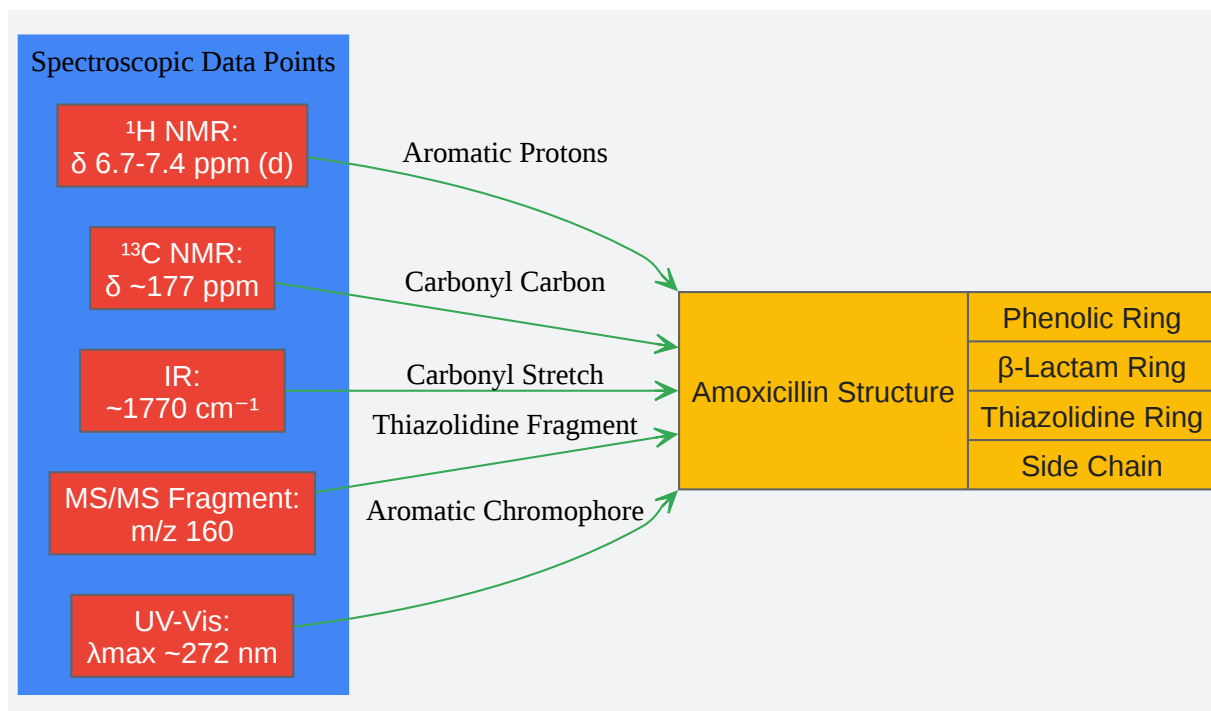 Spectroscopic Data Points
¹H NMR:
δ 6.7-7.4 ppm (d)
¹³C NMR:
δ ~177 ppm
IR:
~1770 cm⁻¹
MS/MS Fragment:
m/z 160
UV-Vis:
λmax ~272 nm
Aromatic Protons
Carbonyl Carbon
Carbonyl Stretch
Thiazolidine Fragment
Aromatic Chromophore
Amoxicillin Structure
Phenolic Ring
β-Lactam Ring
Thiazolidine Ring
Side Chain